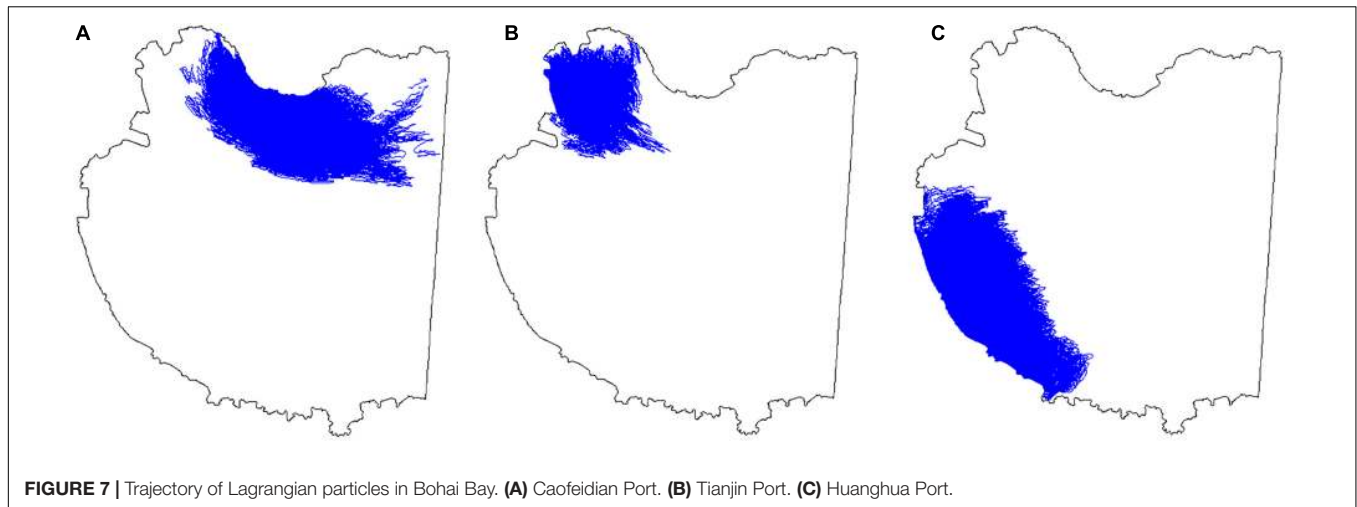 A
B
C
FIGURE 7 | Trajectory of Lagrangian particles in Bohai Bay. (A) Caofeidian Port. (B) Tianjin Port. (C) Huanghua Port.